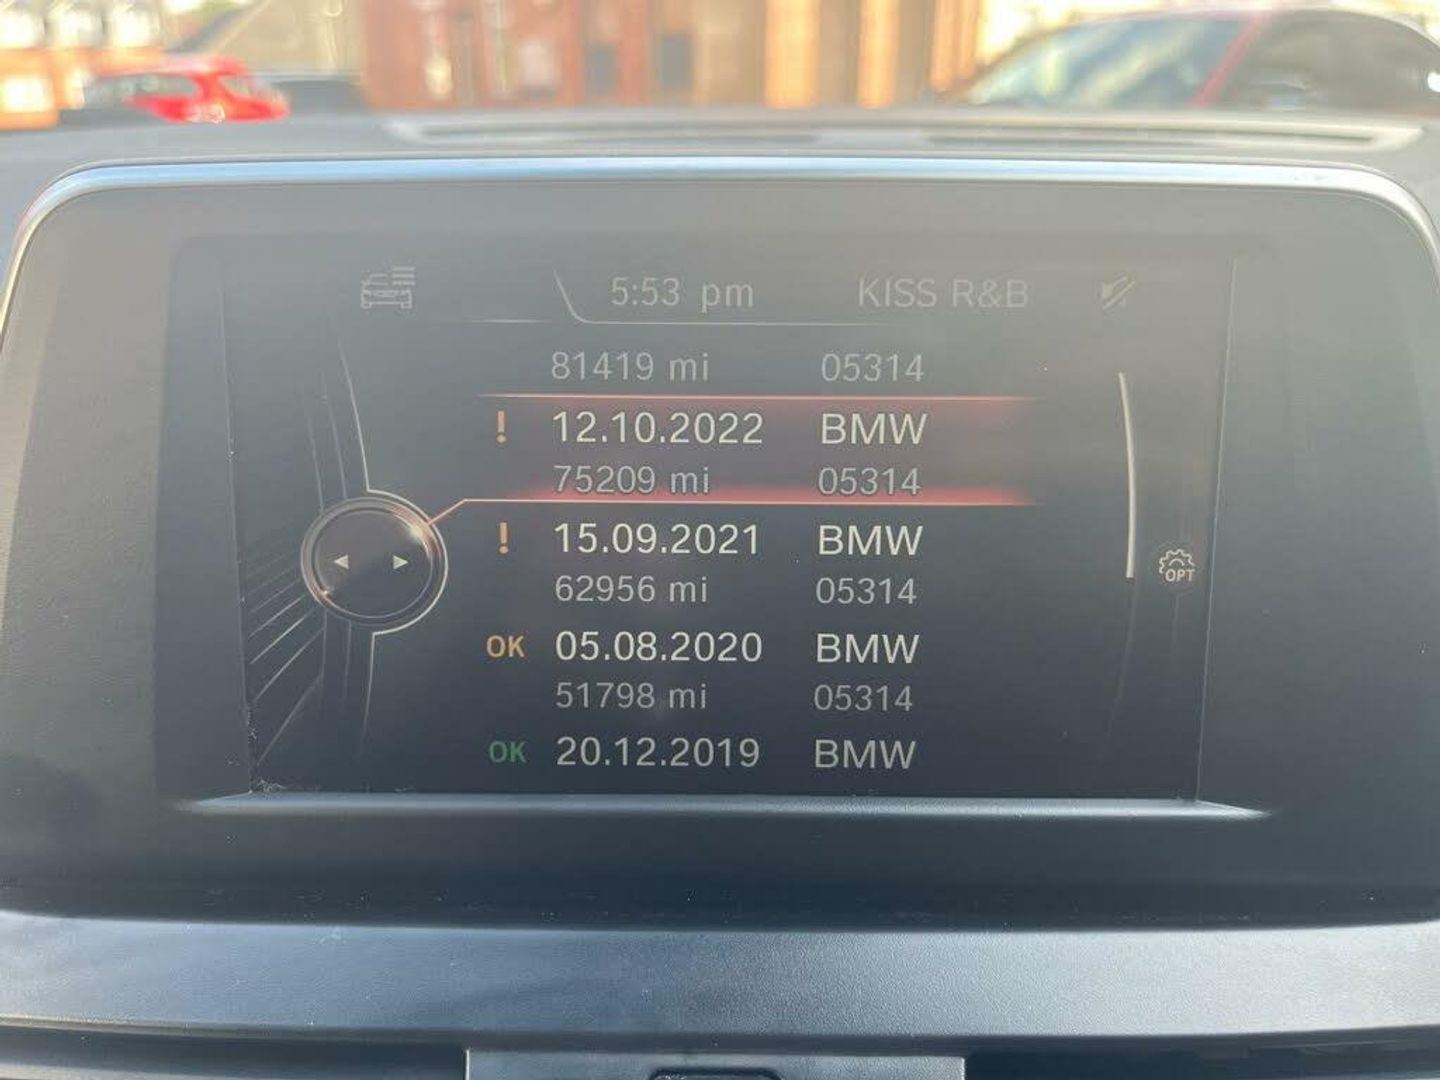 5:53 pm KISS R&B
81419 mi 05314
! 12.10.2022 BMW
75209 mi 05314
! 15.09.2021 BMW
62956 mi 05314
OPT
OK 05.08.2020 BMW
51798 mi 05314
OK 20.12.2019 BMW